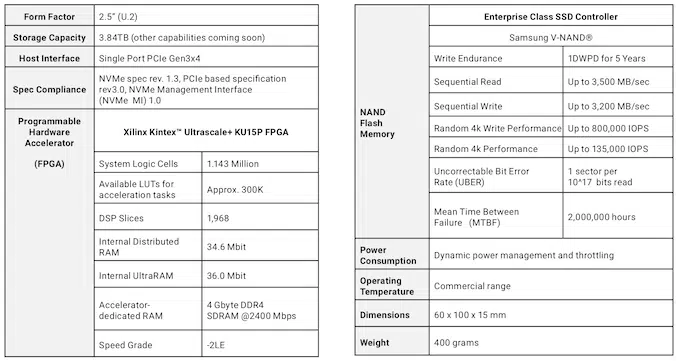 Form Factor
2.5" (U.2)
Storage Capacity
3.84TB (other capabilities coming soon)
Host Interface
Single Port PCIe Gen3x4
Spec Compliance
NVMe spec rev. 1.3, PCIe based specification
rev3.0, NVMe Management Interface
(NVMe MI) 1.0
Programmable
Hardware
Accelerator
(FPGA)
Xilinx Kintex™ Ultrascale+ KU15P FPGA
System Logic Cells
1.143 Million
Available LUTs for
acceleration tasks
Approx. 300K
DSP Slices
1,968
Internal Distributed
RAM
34.6 Mbit
Internal UltraRAM
36.0 Mbit
Accelerator-
dedicated RAM
4 Gbyte DDR4
SDRAM @2400 Mbps
Speed Grade
-2LE
NAND
Flash
Memory
Enterprise Class SSD Controller
Samsung V-NAND®
Write Endurance
1DWPD for 5 Years
Sequential Read
Up to 3,500 MB/sec
Sequential Write
Up to 3,200 MB/sec
Random 4k Write Performance
Up to 800,000 IOPS
Random 4k Performance
Up to 135,000 IOPS
Uncorrectable Bit Error
Rate (UBER)
1 sector per
10^17 bits read
Mean Time Between
Failure (MTBF)
2,000,000 hours
Power
Consumption
Dynamic power management and throttling
Operating
Temperature
Commercial range
Dimensions
60 x 100 x 15 mm
Weight
400 grams